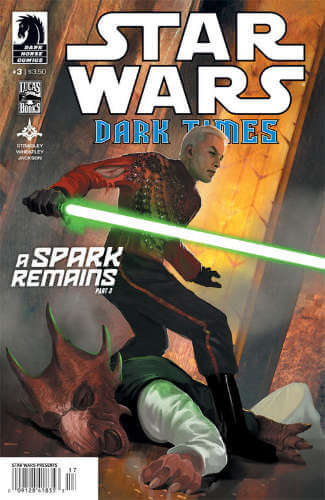 DARK
HORSE
COMICS
#3 | $3.50
LUCAS
BOOKS
STRADLEY
WHEATLEY
JACKSON
STAR
WARS
DARK TIMES
A SPARK
REMAINS
PART 3
STAR WARS PRESENTS
17